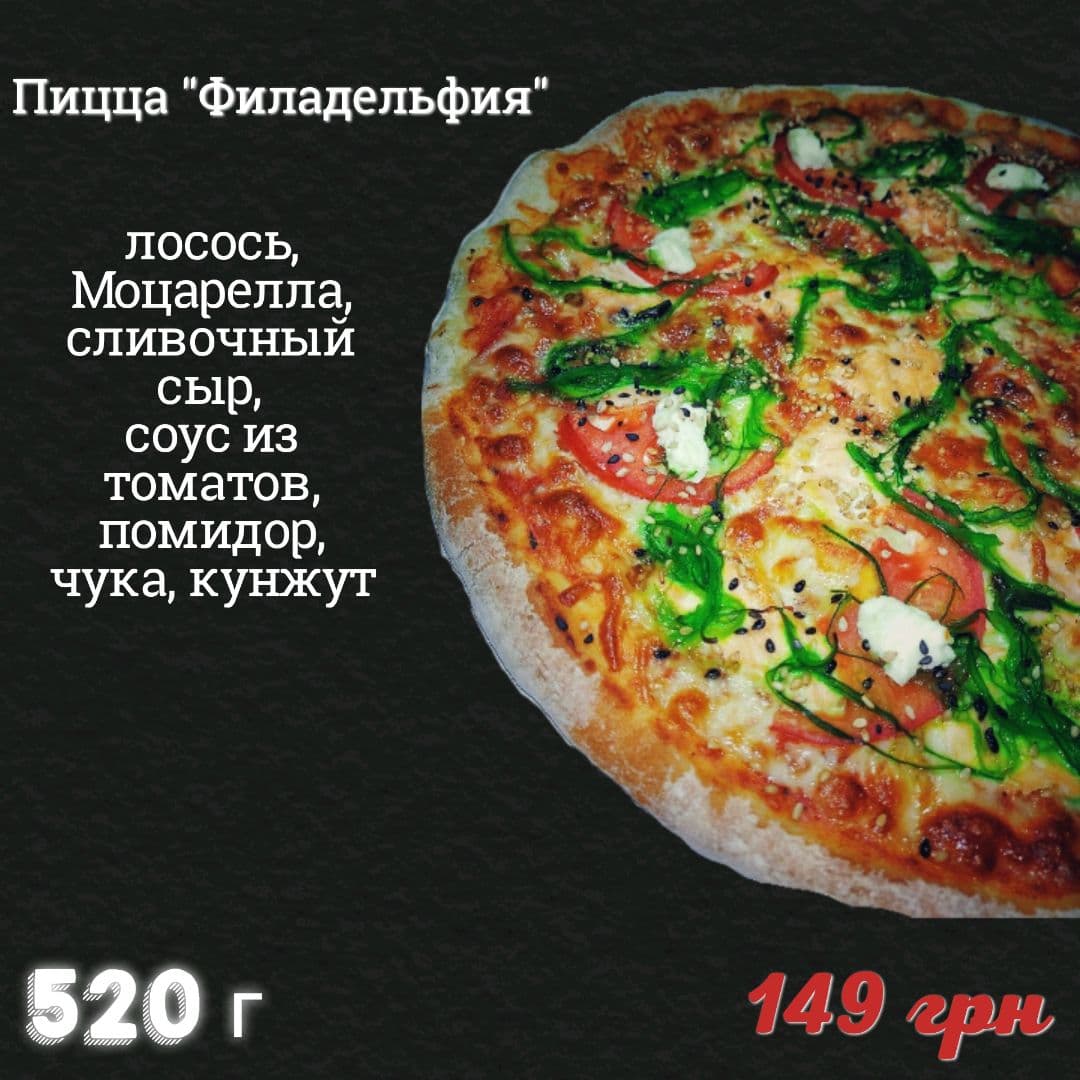 Пицца "Филадельфия"
лосось,
Моцарелла,
сливочный
сыр,
соус из
томатов,
помидор,
чука, кунжут
520 г
149 грн